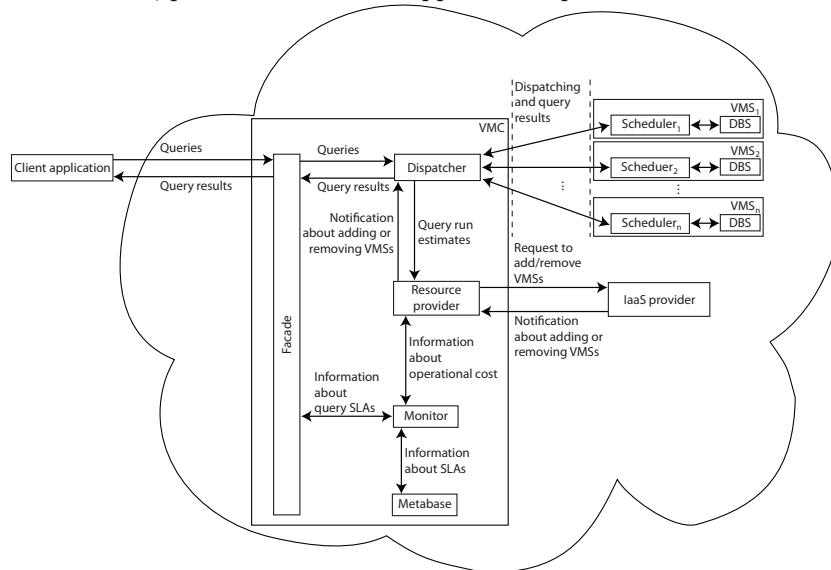 VMC
Dispatching
and query
results
VMS1
Scheduler1
DBS
VMS2
Scheduer2
DBS
...
...
VMSn
Schedulern
DBS
Client application
Queries
Query results
Queries
Query results
Dispatcher
Notification
about adding or
removing VMSs
Query run
estimates
Request to
add/remove
VMSs
Resource
provider
IaaS provider
Notification
about adding or
removing VMSs
Facade
Information
about
operational cost
Information
about
query SLAs
Monitor
Information
about SLAs
Metabase